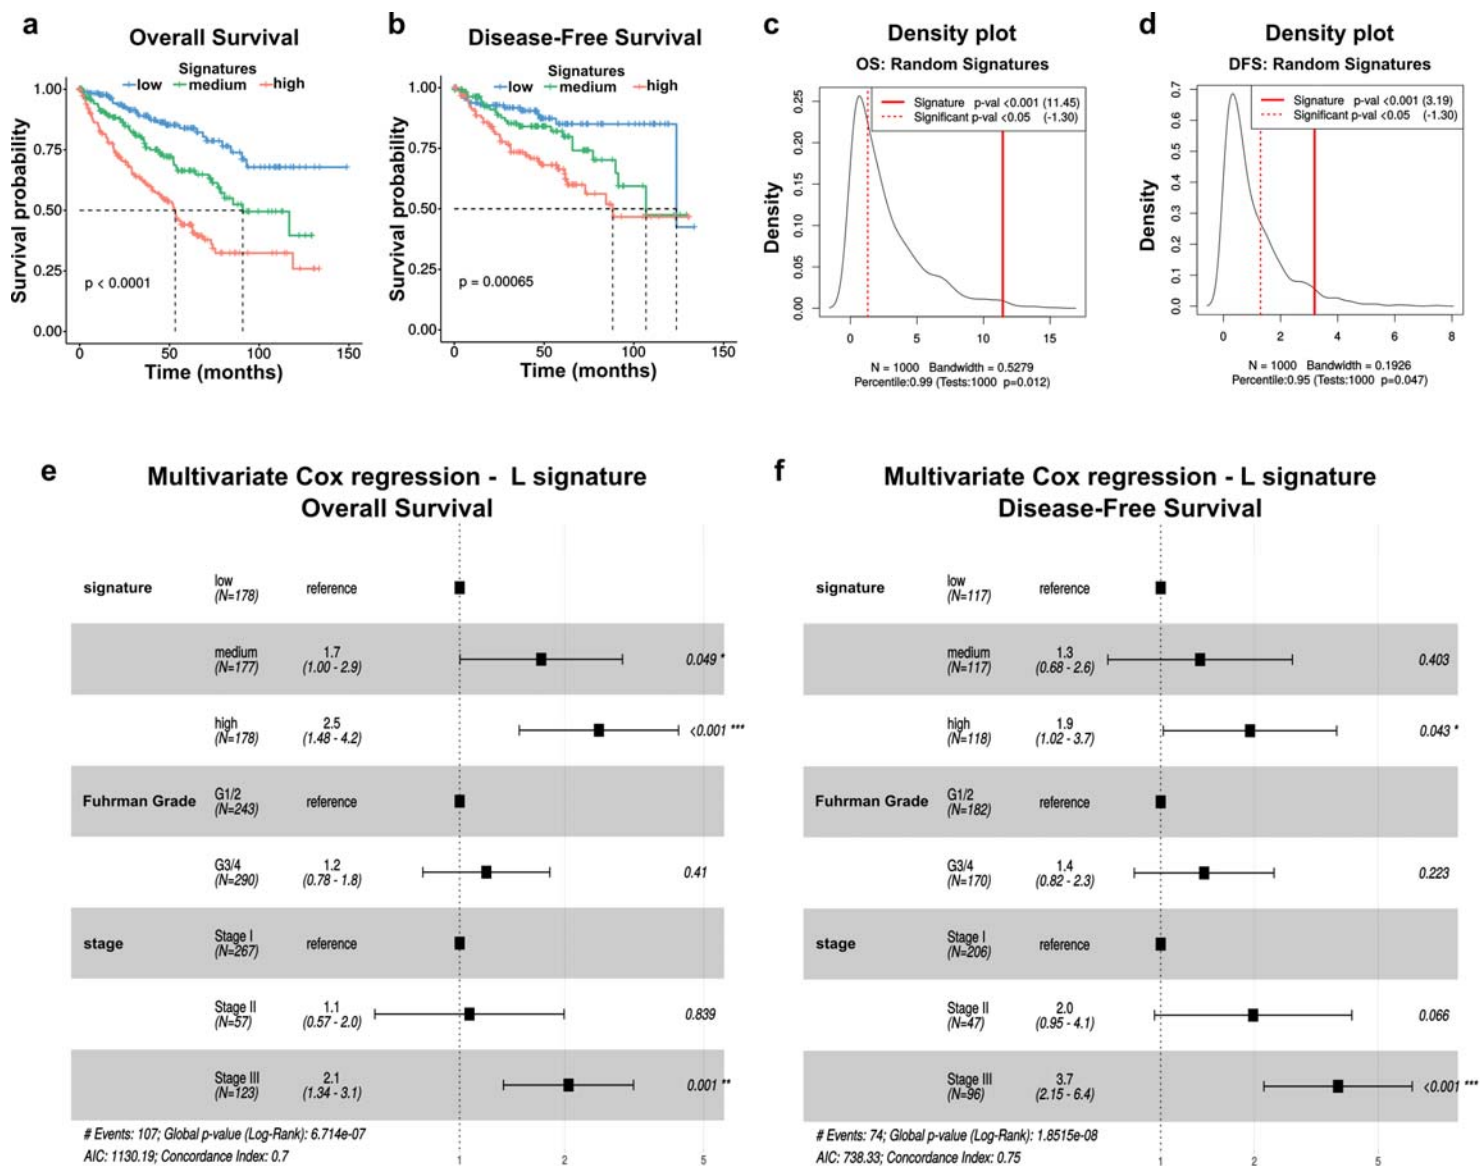 a
Overall Survival
Signatures
low medium high
Survival probability
1.00
0.75
0.50
0.25
0.00
p < 0.0001
0 50 100 150
Time (months)
b
Disease-Free Survival
Signatures
low medium high
Survival probability
1.00
0.75
0.50
0.25
0.00
p = 0.00065
0 50 100 150
Time (months)
c
Density plot
OS: Random Signatures
Signature p-val <0.001 (11.45)
Significant p-val <0.05 (-1.30)
Density
0.25
0.20
0.15
0.10
0.05
0.00
0 5 10 15
N = 1000 Bandwidth = 0.5279
Percentile:0.99 (Tests:1000 p=0.012)
d
Density plot
DFS: Random Signatures
Signature p-val <0.001 (3.19)
Significant p-val <0.05 (-1.30)
Density
0.7
0.6
0.5
0.4
0.3
0.2
0.1
0.0
0 2 4 6 8
N = 1000 Bandwidth = 0.1926
Percentile:0.95 (Tests:1000 p=0.047)
e
Multivariate Cox regression - L signature
Overall Survival
signature low reference
(N=178)
medium 1.7
(N=177) (1.00 - 2.9) 0.049 *
high 2.5
(N=178) (1.48 - 4.2) <0.001 ***
Fuhrman Grade G1/2 reference
(N=243)
G3/4 1.2
(N=290) (0.78 - 1.8) 0.41
stage Stage I reference
(N=267)
Stage II 1.1
(N=57) (0.57 - 2.0) 0.839
Stage III 2.1
(N=123) (1.34 - 3.1) 0.001 **
# Events: 107; Global p-value (Log-Rank): 6.714e-07
AIC: 1130.19; Concordance Index: 0.7
1 2 5
f
Multivariate Cox regression - L signature
Disease-Free Survival
signature low reference
(N=117)
medium 1.3
(N=117) (0.68 - 2.6) 0.403
high 1.9
(N=118) (1.02 - 3.7) 0.043 *
Fuhrman Grade G1/2 reference
(N=182)
G3/4 1.4
(N=170) (0.82 - 2.3) 0.223
stage Stage I reference
(N=206)
Stage II 2.0
(N=47) (0.95 - 4.1) 0.066
Stage III 3.7
(N=96) (2.15 - 6.4) <0.001 ***
# Events: 74; Global p-value (Log-Rank): 1.8515e-08
AIC: 738.33; Concordance Index: 0.75
1 2 5